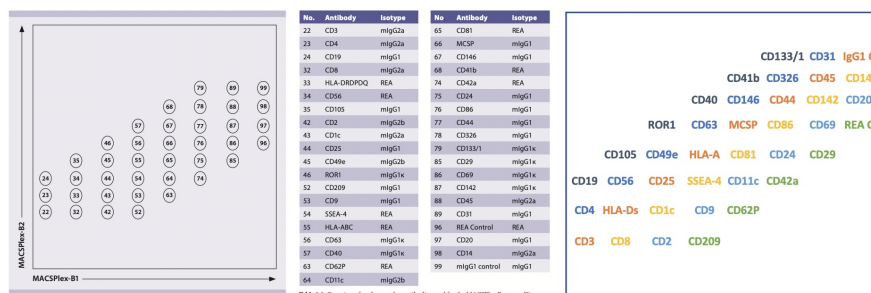 MACSPlex-B2
79 89 99
68 78 88 98
57 67 77 87 97
46 56 66 76 86 96
35 45 55 65 75 85
24 34 44 54 64 74
23 33 43 53 63
22 32 42 52
MACSPlex-B1
No. Antibody Isotype
22 CD3 mIgG2a
23 CD4 mIgG2a
24 CD19 mIgG1
32 CD8 mIgG2a
33 HLA-DRDPDQ REA
34 CD56 REA
35 CD105 mIgG1
42 CD2 mIgG2b
43 CD1c mIgG2a
44 CD25 mIgG1
45 CD49e mIgG2b
46 ROR1 mIgG1κ
52 CD209 mIgG1
53 CD9 mIgG1
54 SSEA-4 REA
55 HLA-ABC REA
56 CD63 mIgG1κ
57 CD40 mIgG1κ
63 CD62P REA
64 CD11c mIgG2b
No Antibody Isotype
65 CD81 REA
66 MCSP mIgG1
67 CD146 mIgG1
68 CD41b mIgG1
74 CD42a REA
75 CD24 mIgG1
76 CD86 mIgG1
77 CD44 mIgG1
78 CD326 mIgG1
79 CD133/1 mIgG1κ
85 CD29 mIgG1κ
86 CD69 mIgG1κ
87 CD142 mIgG1κ
88 CD45 mIgG2a
89 CD31 mIgG1
96 REA Control REA
97 CD20 mIgG1
98 CD14 mIgG2a
99 mIgG1 control mIgG1
CD133/1 CD31 IgG1
CD41b CD326 CD45 CD14
CD40 CD146 CD44 CD142 CD20
ROR1 CD63 MCSP CD86 CD69 REA
CD105 CD49e HLA-A CD81 CD24 CD29
CD19 CD56 CD25 SSEA-4 CD11c CD42a
CD4 HLA-Ds CD1c CD9 CD62P
CD3 CD8 CD2 CD209